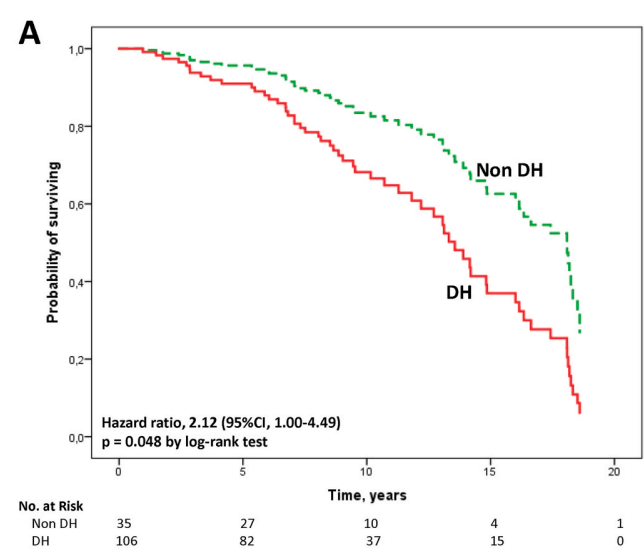 A
1,0
0,8
0,6
0,4
0,2
0,0
Probability of surviving
Non DH
DH
Hazard ratio, 2.12 (95%CI, 1.00-4.49)
p = 0.048 by log-rank test
0 5 10 15 20
Time, years
No. at Risk
Non DH 35 27 10 4 1
DH 106 82 37 15 0